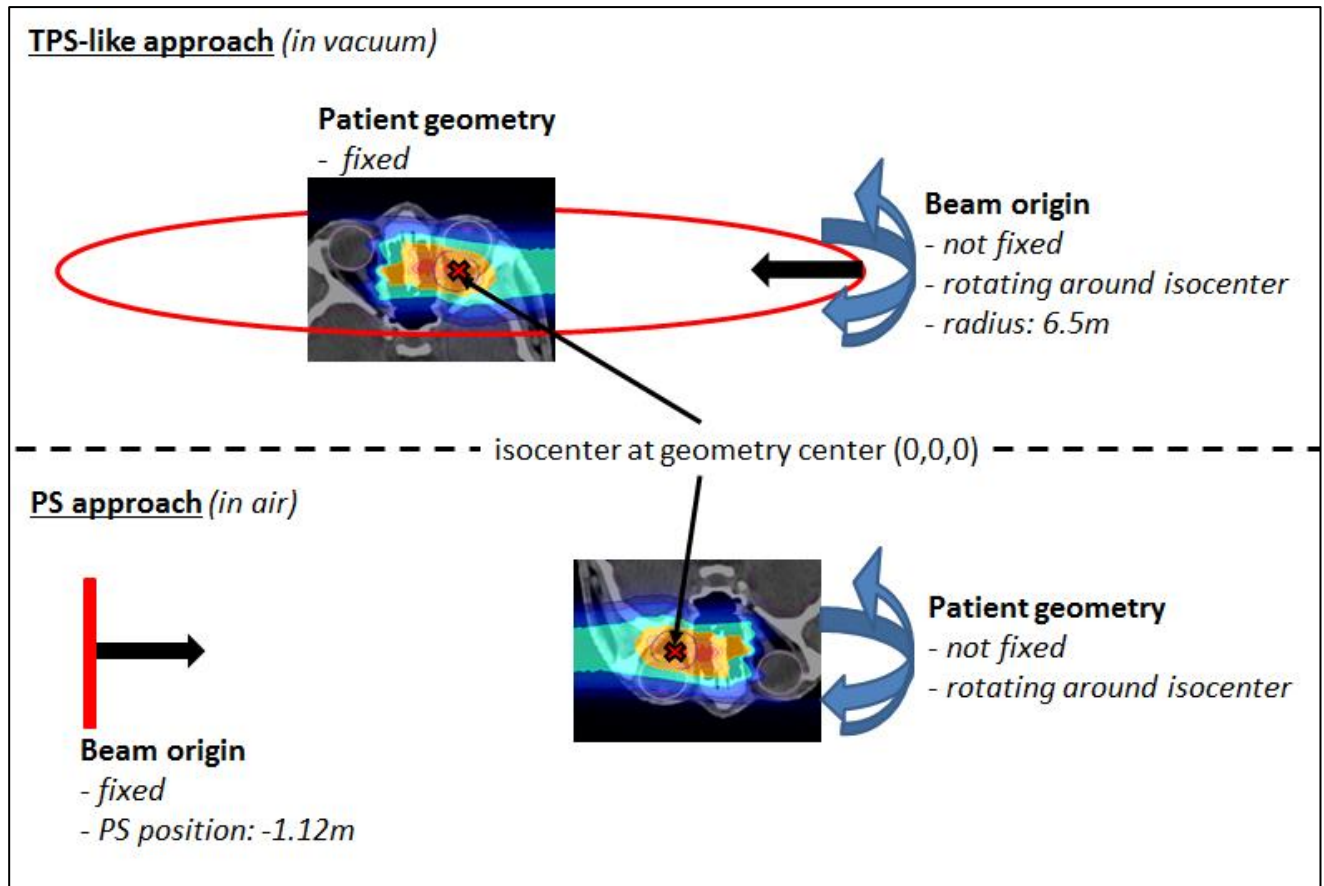 TPS-like approach (in vacuum)
Patient geometry
- fixed
Beam origin
- not fixed
- rotating around isocenter
- radius: 6.5m
isocenter at geometry center (0,0,0)
PS approach (in air)
Patient geometry
- not fixed
- rotating around isocenter
Beam origin
- fixed
- PS position: -1.12m